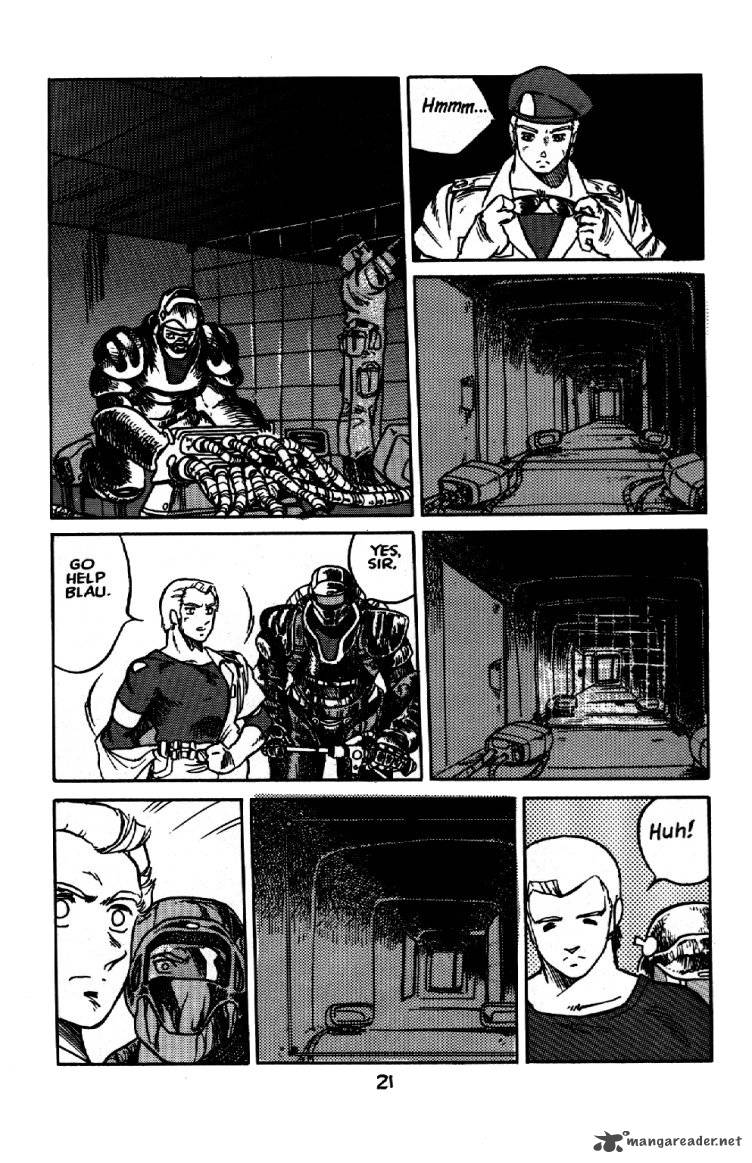 Hmmm...
GO
HELP
BLAU.
YES,
SIR.
Huh!
21
mangareader.net